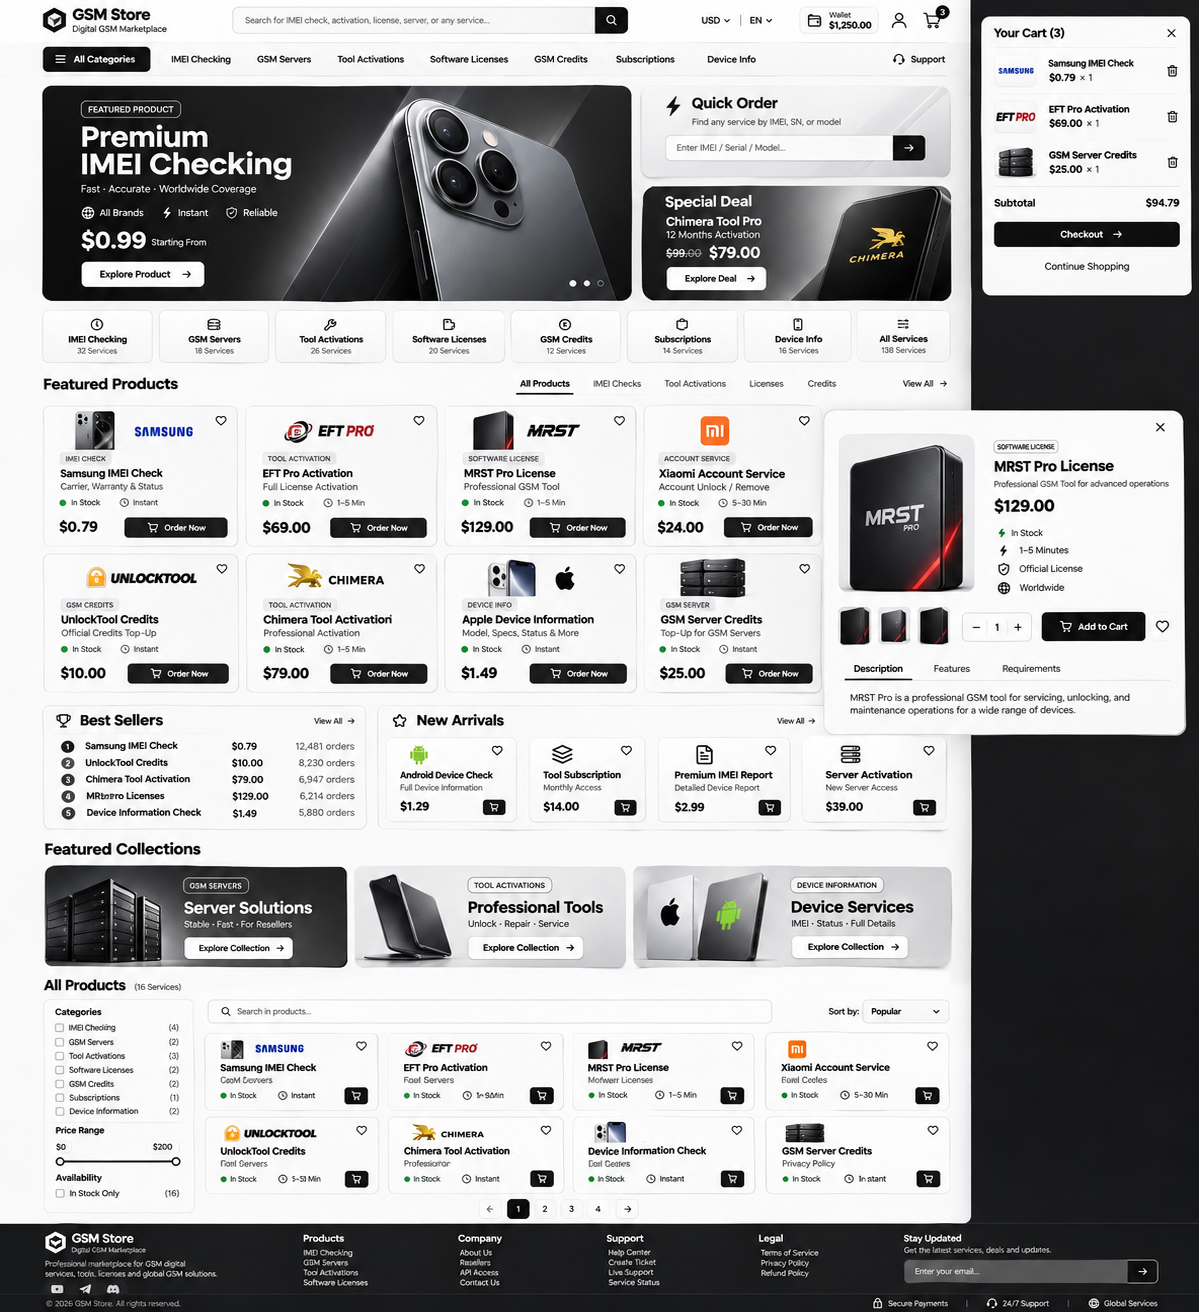 GSM Store
Digital GSM Marketplace
Search for IMEI check, activation, license, server, or any service...
USD
EN
Wallet
$1,250.00
3
All Categories
IMEI Checking
GSM Servers
Tool Activations
Software Licenses
GSM Credits
Subscriptions
Device Info
Support
FEATURED PRODUCT
Premium
IMEI Checking
Fast · Accurate · Worldwide Coverage
All Brands
Instant
Reliable
$0.99 Starting From
Explore Product →
Quick Order
Find any service by IMEI, SN, or model
Enter IMEI / Serial / Model...
Special Deal
Chimera Tool Pro
12 Months Activation
$99.00 $79.00
Explore Deal →
CHIMERA
Your Cart (3)
SAMSUNG
Samsung IMEI Check
$0.79 × 1
EFT PRO
EFT Pro Activation
$69.00 × 1
GSM Server Credits
$25.00 × 1
Subtotal
$94.79
Checkout →
Continue Shopping
IMEI Checking
32 Services
GSM Servers
18 Services
Tool Activations
26 Services
Software Licenses
20 Services
GSM Credits
12 Services
Subscriptions
14 Services
Device Info
16 Services
All Services
138 Services
Featured Products
All Products
IMEI Checks
Tool Activations
Licenses
Credits
View All →
SAMSUNG
IMEI CHECK
Samsung IMEI Check
Carrier, Warranty & Status
In Stock
Instant
$0.79
Order Now
EFT PRO
TOOL ACTIVATION
EFT Pro Activation
Full License Activation
In Stock
1–5 Min
$69.00
Order Now
MRST
SOFTWARE LICENSE
MRST Pro License
Professional GSM Tool
In Stock
1–5 Min
$129.00
Order Now
mi
ACCOUNT SERVICE
Xiaomi Account Service
Account Unlock / Remove
In Stock
5–30 Min
$24.00
Order Now
UNLOCKTOOL
GSM CREDITS
UnlockTool Credits
Official Credits Top-Up
In Stock
Instant
$10.00
Order Now
CHIMERA
TOOL ACTIVATION
Chimera Tool Activation
Professional Activation
In Stock
1–5 Min
$79.00
Order Now
DEVICE INFO
Apple Device Information
Model, Specs, Status & More
In Stock
Instant
$1.49
Order Now
GSM SERVER
GSM Server Credits
Top-Up for GSM Servers
In Stock
Instant
$25.00
Order Now
MRST
PRO
SOFTWARE LICENSE
MRST Pro License
Professional GSM Tool for advanced operations
$129.00
In Stock
1–5 Minutes
Official License
Worldwide
− 1 +
Add to Cart
Description
Features
Requirements
MRST Pro is a professional GSM tool for servicing, unlocking, and
maintenance operations for a wide range of devices.
Best Sellers
View All →
1 Samsung IMEI Check $0.79 12,481 orders
2 UnlockTool Credits $10.00 8,230 orders
3 Chimera Tool Activation $79.00 6,947 orders
4 Licenses $129.00 6,214 orders
5 Device Information Check $1.49 5,880 orders
New Arrivals
View All →
Android Device Check
Full Device Information
$1.29
Tool Subscription
Monthly Access
$14.00
Premium IMEI Report
Detailed Device Report
$2.99
Server Activation
New Server Access
$39.00
Featured Collections
GSM SERVERS
Server Solutions
Stable · Fast · For Resellers
Explore Collection →
TOOL ACTIVATIONS
Professional Tools
Unlock · Repair · Service
Explore Collection →
DEVICE INFORMATION
Device Services
IMEI · Status · Full Details
Explore Collection →
All Products (16 Services)
Categories
IMEI Checking (4)
GSM Servers (2)
Tool Activations (3)
Software Licenses (2)
GSM Credits (2)
Subscriptions (1)
Device Information (2)
Price Range
$0 $200
Availability
In Stock Only (16)
Search in products...
Sort by: Popular
SAMSUNG
Samsung IMEI Check
In Stock
Instant
EFT PRO
EFT Pro Activation
Servers
In Stock
MRST
MRST Pro License
Licenses
In Stock
1–5 Min
mi
Xiaomi Account Service
In Stock
5–30 Min
UNLOCKTOOL
UnlockTool Credits
Servers
In Stock
Min
CHIMERA
Chimera Tool Activation
In Stock
Instant
Device Information Check
In Stock
Instant
GSM Server Credits
Privacy Policy
In Stock
← 1 2 3 4 →
GSM Store
Digital GSM Marketplace
Professional marketplace for GSM digital
services, tools, licenses and global GSM solutions.
© 2026 GSM Store. All rights reserved.
Products
IMEI Checking
GSM Servers
Tool Activations
Software Licenses
Company
About Us
Resellers
API Access
Contact Us
Support
Help Center
Create Ticket
Live Support
Service Status
Legal
Terms of Service
Privacy Policy
Refund Policy
Stay Updated
Get the latest services, deals and updates.
Enter your email...
Secure Payments
24/7 Support
Global Services